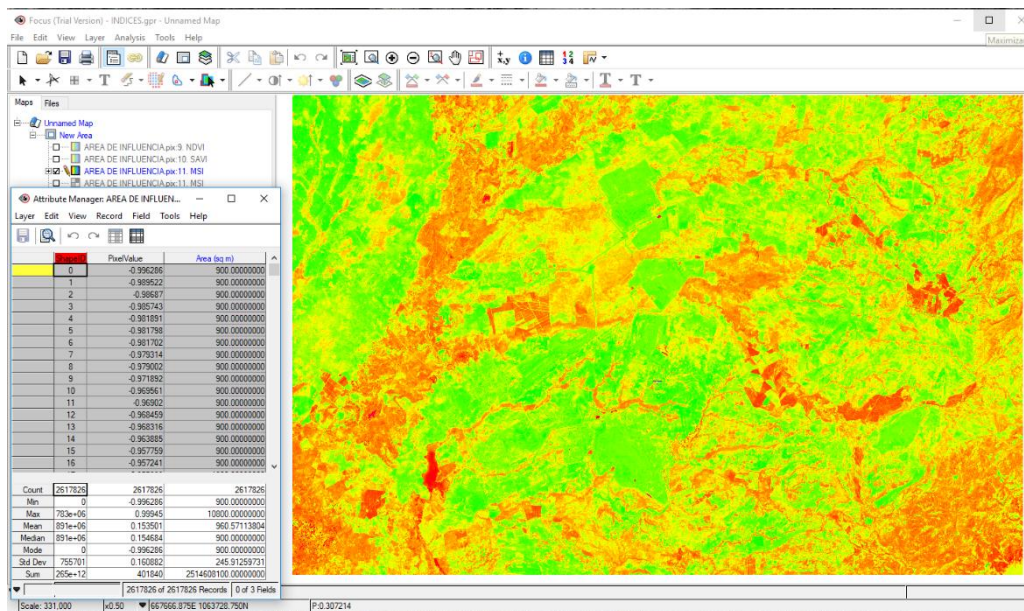 Focus (Trial Version) - INDICES.gpr - Unnamed Map
File Edit View Layer Analysis Tools Help
Maximiza
Maps Files
Unnamed Map
New Area
AREA DE INFLUENCIA.pix:9. NDVI
AREA DE INFLUENCIA.pix:10. SAVI
AREA DE INFLUENCIA.pix:11. MSI
AREA DE INFLUENCIA.pix:11. MSI
Attribute Manager: AREA DE INFLUEN...
Layer Edit View Record Field Tools Help
ShapeID PixelValue Area (sq m)
0 -0.996286 900.00000000
1 -0.989522 900.00000000
2 -0.98687 900.00000000
3 -0.985743 900.00000000
4 -0.981891 900.00000000
5 -0.981798 900.00000000
6 -0.981702 900.00000000
7 -0.979314 900.00000000
8 -0.979002 900.00000000
9 -0.971892 900.00000000
10 -0.969561 900.00000000
11 -0.96902 900.00000000
12 -0.968459 900.00000000
13 -0.968316 900.00000000
14 -0.963885 900.00000000
15 -0.957759 900.00000000
16 -0.957241 900.00000000
Count 2617826 2617826 2617826
Min 0 -0.996286 900.00000000
Max 783e+06 0.99945 10800.00000000
Mean 891e+06 0.153501 960.57113804
Median 891e+06 0.154684 900.00000000
Mode 0 -0.996286 900.00000000
Std Dev 755701 0.160882 245.91259731
Sum 265e+12 401840 2514608100.00000000
2617826 of 2617826 Records 0 of 3 Fields
Scale: 331,000 x0.50 667666.875E 1063728.750N P:0.307214